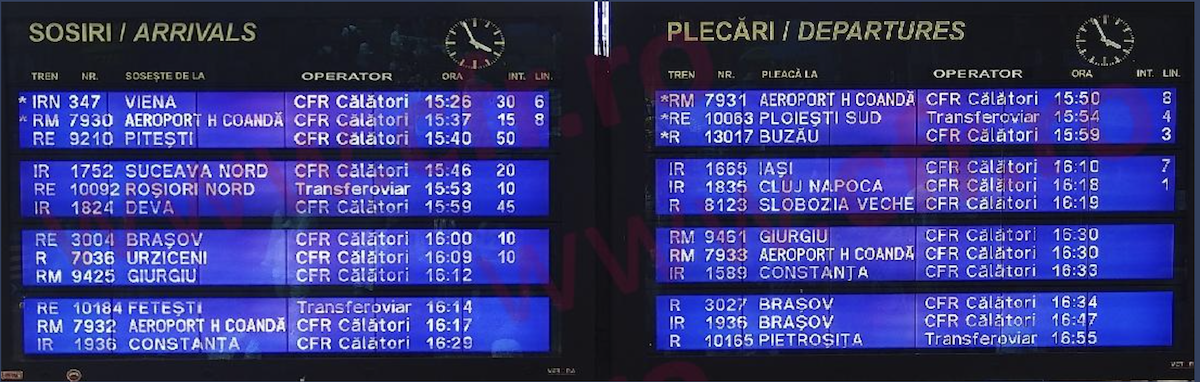 SOSIRI / ARRIVALS
TREN NR. SOSEȘTE DE LA OPERATOR ORA INT. LIN.
* IRN 347 VIENA CFR Călători 15:26 30 6
* RM 7930 AEROPORT H COANDĂ CFR Călători 15:37 15 8
RE 9210 PITEȘTI CFR Călători 15:40 50
IR 1752 SUCEAVA NORD CFR Călători 15:46 20
RE 10092 ROȘIORI NORD Transferoviar 15:53 10
IR 1824 DEVA CFR Călători 15:59 45
RE 3004 BRAȘOV CFR Călători 16:00 10
R 7036 URZICENI CFR Călători 16:09 10
RM 9425 GIURGIU CFR Călători 16:12
RE 10184 FETEȘTI Transferoviar 16:14
RM 7932 AEROPORT H COANDĂ CFR Călători 16:17
IR 1936 CONSTANȚA CFR Călători 16:29
PLECĂRI / DEPARTURES
TREN NR. PLEACĂ LA OPERATOR ORA INT. LIN.
*RM 7931 AEROPORT H COANDĂ CFR Călători 15:50 8
*RE 10063 PLOIEȘTI SUD Transferoviar 15:54 4
*R 13017 BUZĂU CFR Călători 15:59 3
IR 1665 IAȘI CFR Călători 16:10 7
IR 1835 CLUJ NAPOCA CFR Călători 16:18 1
R 8123 SLOBOZIA VECHE CFR Călători 16:19
RM 9461 GIURGIU CFR Călători 16:30
RM 7933 AEROPORT H COANDĂ CFR Călători 16:30
IR 1589 CONSTANȚA CFR Călători 16:33
R 3027 BRAȘOV CFR Călători 16:34
IR 1936 BRAȘOV CFR Călători 16:47
R 10165 PIETROȘIȚA Transferoviar 16:55